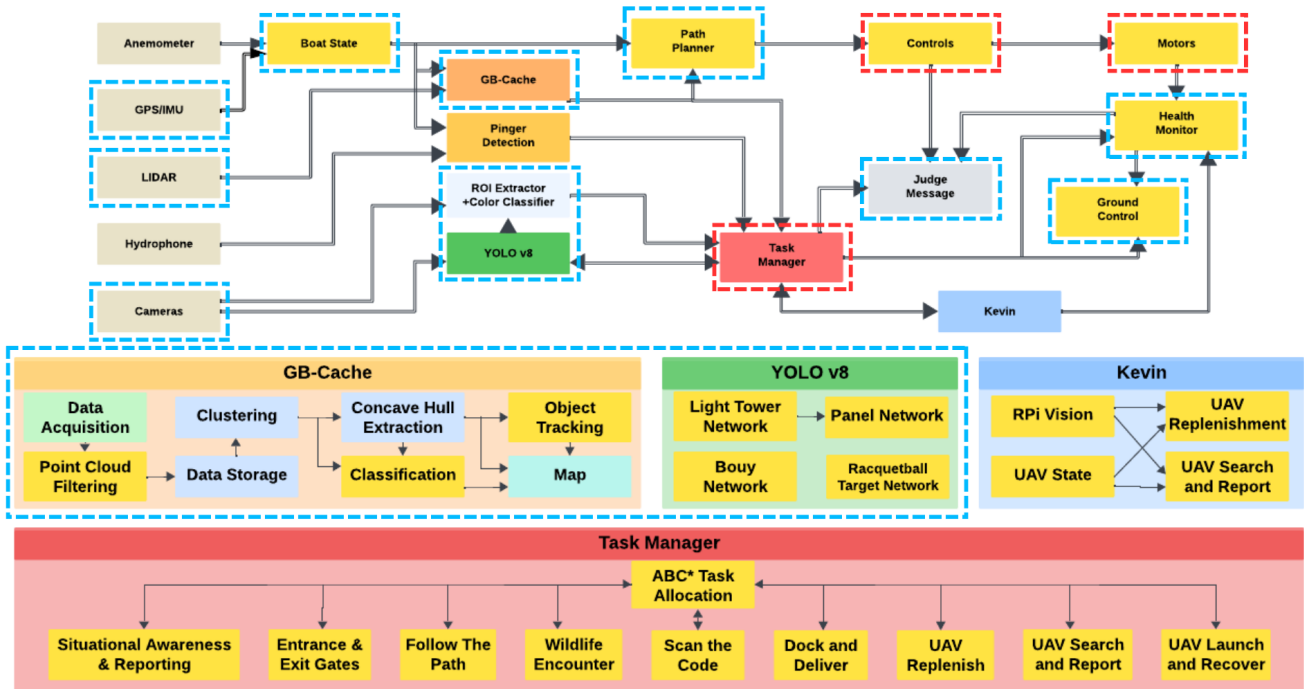 Anemometer
Boat State
Path
Planner
Controls
Motors
GB-Cache
GPS/IMU
Health
Monitor
Pinger
Detection
LIDAR
ROI Extractor
+Color Classifier
Judge
Message
Ground
Control
Hydrophone
YOLO v8
Task
Manager
Cameras
Kevin
GB-Cache
Data
Acquisition
Clustering
Concave Hull
Extraction
Object
Tracking
Point Cloud
Filtering
Data Storage
Classification
Map
YOLO v8
Light Tower
Network
Panel Network
Bouy
Network
Racquetball
Target Network
Kevin
RPi Vision
UAV
Replenishment
UAV State
UAV Search
and Report
Task Manager
ABC* Task
Allocation
Situational Awareness
& Reporting
Entrance &
Exit Gates
Follow The
Path
Wildlife
Encounter
Scan the
Code
Dock and
Deliver
UAV
Replenish
UAV Search
and Report
UAV Launch
and Recover